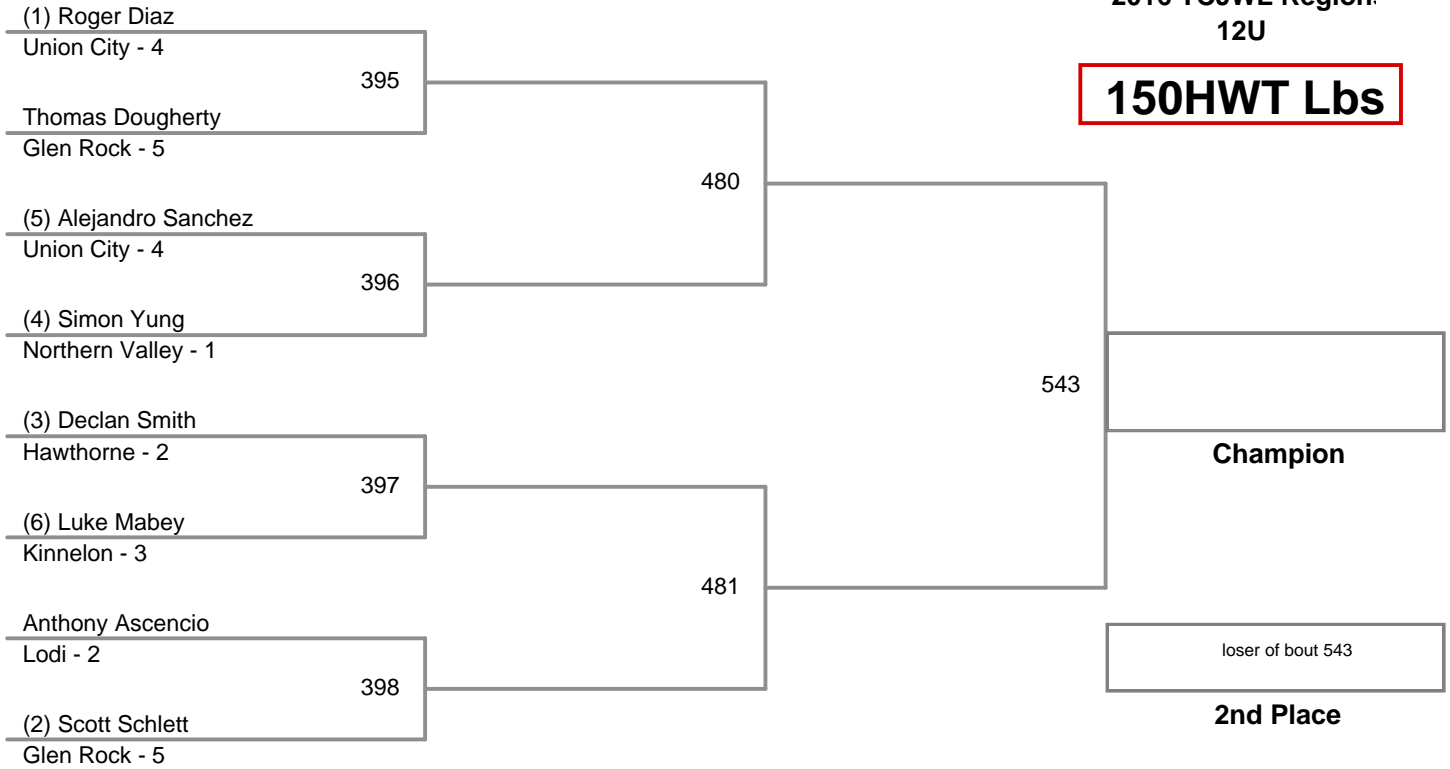 (1) Roger Diaz
Union City - 4
395
Thomas Dougherty
Glen Rock - 5
480
(5) Alejandro Sanchez
Union City - 4
396
(4) Simon Yung
Northern Valley - 1
543
(3) Declan Smith
Hawthorne - 2
397
(6) Luke Mabey
Kinnelon - 3
481
Anthony Ascencio
Lodi - 2
398
(2) Scott Schlett
Glen Rock - 5
12U
150HWT Lbs
Champion
loser of bout 543
2nd Place